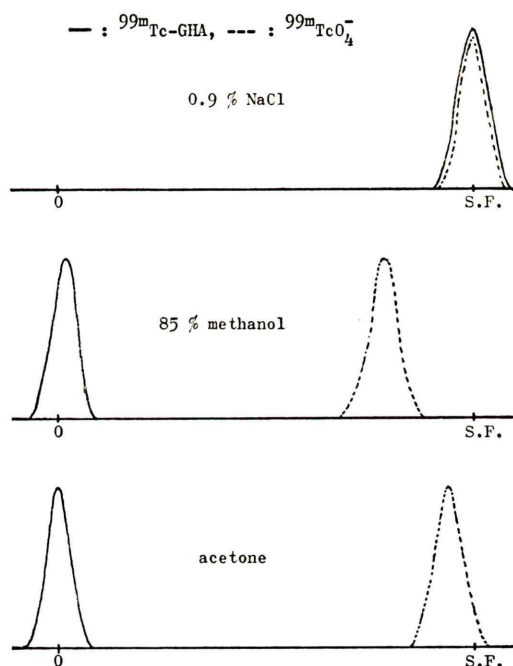 — : 99mTc-GHA, --- : 99mTcO4-
0.9 % NaCl
0 S.F.
85 % methanol
0 S.F.
acetone
0 S.F.